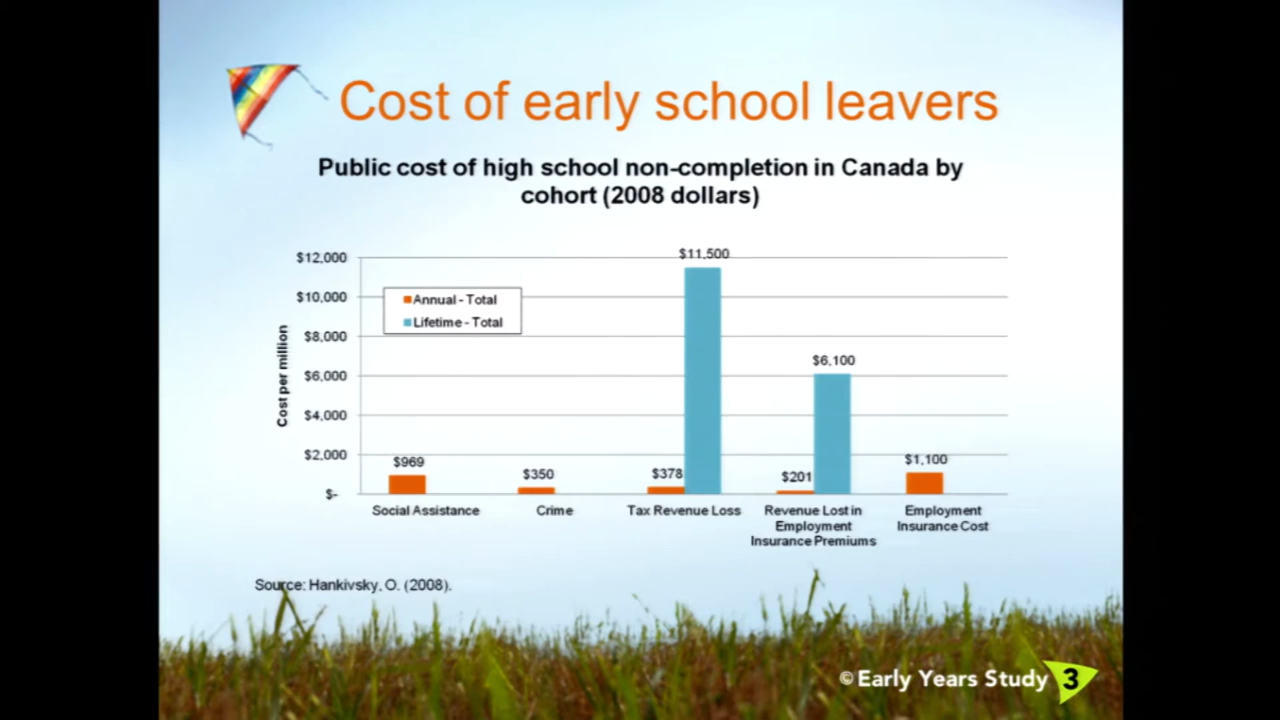 Cost of early school leavers
Public cost of high school non-completion in Canada by
cohort (2008 dollars)
$12,000
$10,000
$8,000
$6,000
$4,000
$2,000
$-
Cost per million
Annual - Total
Lifetime - Total
$969
$350
$378
$11,500
$201
$6,100
$1,100
Social Assistance
Crime
Tax Revenue Loss
Revenue Lost in
Employment
Insurance Premiums
Employment
Insurance Cost
Source: Hankivsky, O. (2008).
© Early Years Study 3